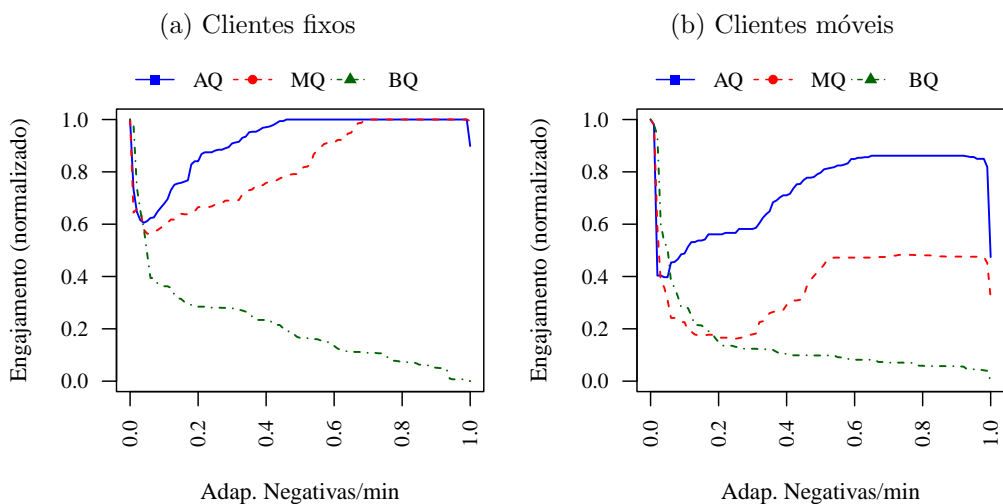 (a) Clientes fixos
AQ MQ BQ
Engajamento (normalizado)
1.0
0.8
0.6
0.4
0.2
0.0
0.0 0.2 0.4 0.6 0.8 1.0
Adap. Negativas/min
(b) Clientes móveis
AQ MQ BQ
Engajamento (normalizado)
1.0
0.8
0.6
0.4
0.2
0.0
0.0 0.2 0.4 0.6 0.8 1.0
Adap. Negativas/min